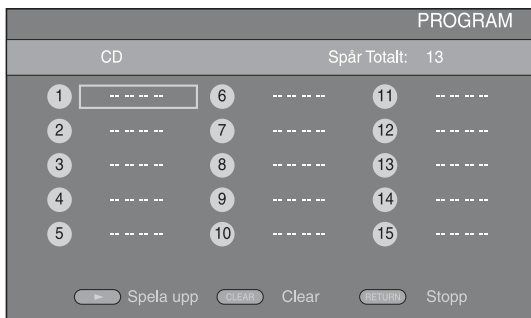 PROGRAM
CD Spår Totalt: 13
1 -- -- -- -- 6 -- -- -- -- 11 -- -- -- --
2 -- -- -- -- 7 -- -- -- -- 12 -- -- -- --
3 -- -- -- -- 8 -- -- -- -- 13 -- -- -- --
4 -- -- -- -- 9 -- -- -- -- 14 -- -- -- --
5 -- -- -- -- 10 -- -- -- -- 15 -- -- -- --
Spela upp CLEAR Clear RETURN Stopp